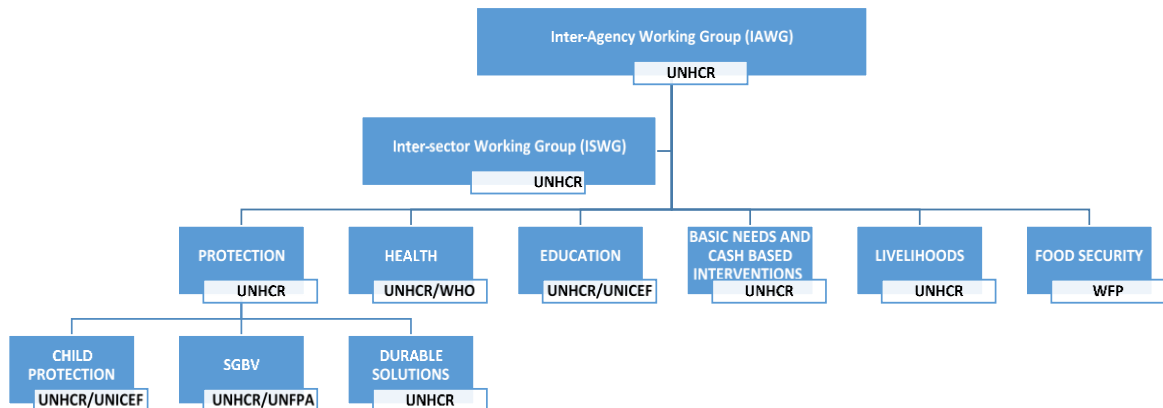 Inter-Agency Working Group (IAWG)
UNHCR
Inter-sector Working Group (ISWG)
UNHCR
PROTECTION
UNHCR
HEALTH
UNHCR/WHO
EDUCATION
UNHCR/UNICEF
BASIC NEEDS AND
CASH BASED
INTERVENTIONS
UNHCR
LIVELIHOODS
UNHCR
FOOD SECURITY
WFP
CHILD
PROTECTION
UNHCR/UNICEF
SGBV
UNHCR/UNFPA
DURABLE
SOLUTIONS
UNHCR